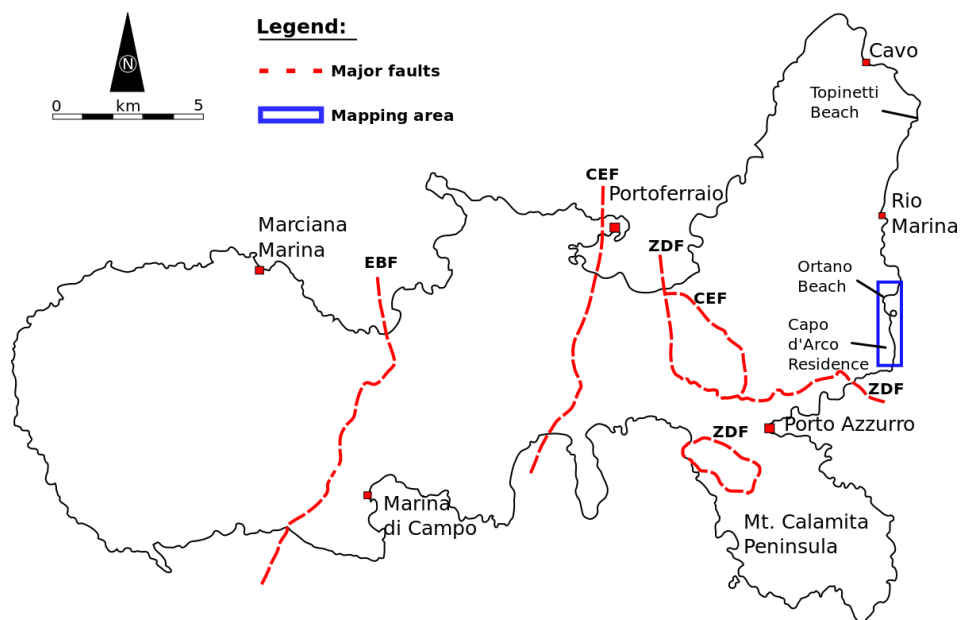 Legend:
N
Major faults
0 km 5
Mapping area
Cavo
Topinetti
Beach
CEF
Portoferraio
Rio
Marina
Marciana
Marina
EBF
ZDF
CEF
Ortano
Beach
Capo
d'Arco
Residence
ZDF
Porto Azzurro
ZDF
Marina
di Campo
Mt. Calamita
Peninsula